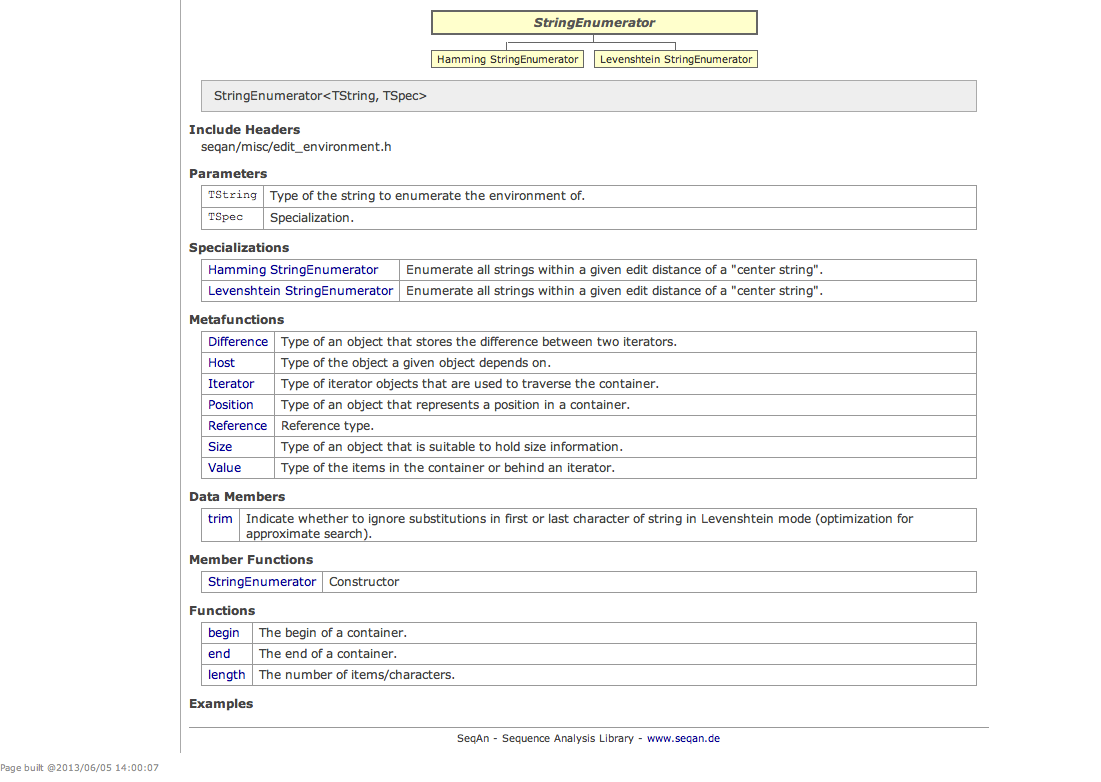 StringEnumerator
Hamming StringEnumerator Levenshtein StringEnumerator
StringEnumerator<TString, TSpec>
Include Headers
seqan/misc/edit_environment.h
Parameters
TString Type of the string to enumerate the environment of.
TSpec Specialization.
Specializations
Hamming StringEnumerator Enumerate all strings within a given edit distance of a "center string".
Levenshtein StringEnumerator Enumerate all strings within a given edit distance of a "center string".
Metafunctions
Difference Type of an object that stores the difference between two iterators.
Host Type of the object a given object depends on.
Iterator Type of iterator objects that are used to traverse the container.
Position Type of an object that represents a position in a container.
Reference Reference type.
Size Type of an object that is suitable to hold size information.
Value Type of the items in the container or behind an iterator.
Data Members
trim Indicate whether to ignore substitutions in first or last character of string in Levenshtein mode (optimization for
approximate search).
Member Functions
StringEnumerator Constructor
Functions
begin The begin of a container.
end The end of a container.
length The number of items/characters.
Examples
SeqAn - Sequence Analysis Library - www.seqan.de
Page built @2013/06/05 14:00:07